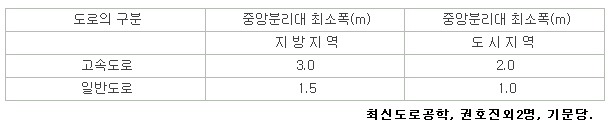 도로의 구분 중앙분리대 최소폭(m) 중앙분리대 최소폭(m)
지 방 지 역 도 시 지 역
고속도로 3.0 2.0
일반도로 1.5 1.0
최신도로공학, 권호진외2명, 기문당.